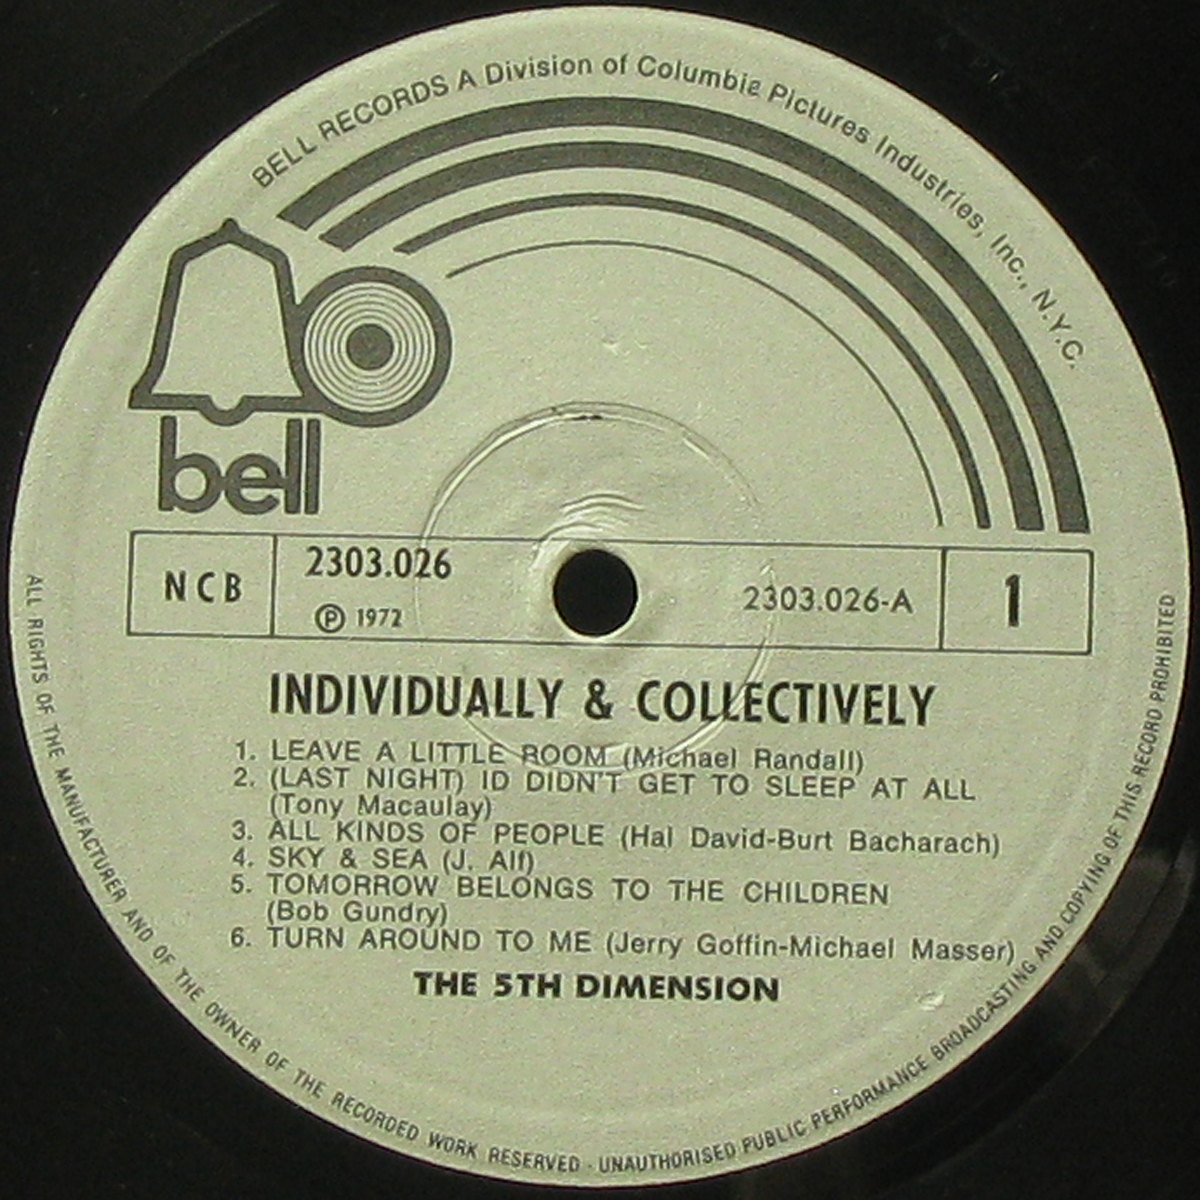 BELL RECORDS A Division of Columbia Pictures Industries, Inc., N.Y.C.
bell
NCB
2303.026
℗ 1972
2303.026-A
1
INDIVIDUALLY & COLLECTIVELY
1. LEAVE A LITTLE ROOM (Michael Randall)
2. (LAST NIGHT) ID DIDN'T GET TO SLEEP AT ALL
(Tony Macaulay)
3. ALL KINDS OF PEOPLE (Hal David-Burt Bacharach)
4. SKY & SEA (J. Alf)
5. TOMORROW BELONGS TO THE CHILDREN
(Bob Gundry)
6. TURN AROUND TO ME (Jerry Goffin-Michael Masser)
THE 5TH DIMENSION
ALL RIGHTS OF THE MANUFACTURER AND OF THE OWNER OF THE RECORDED WORK RESERVED - UNAUTHORISED PUBLIC PERFORMANCE BROADCASTING AND COPYING OF THIS RECORD PROHIBITED